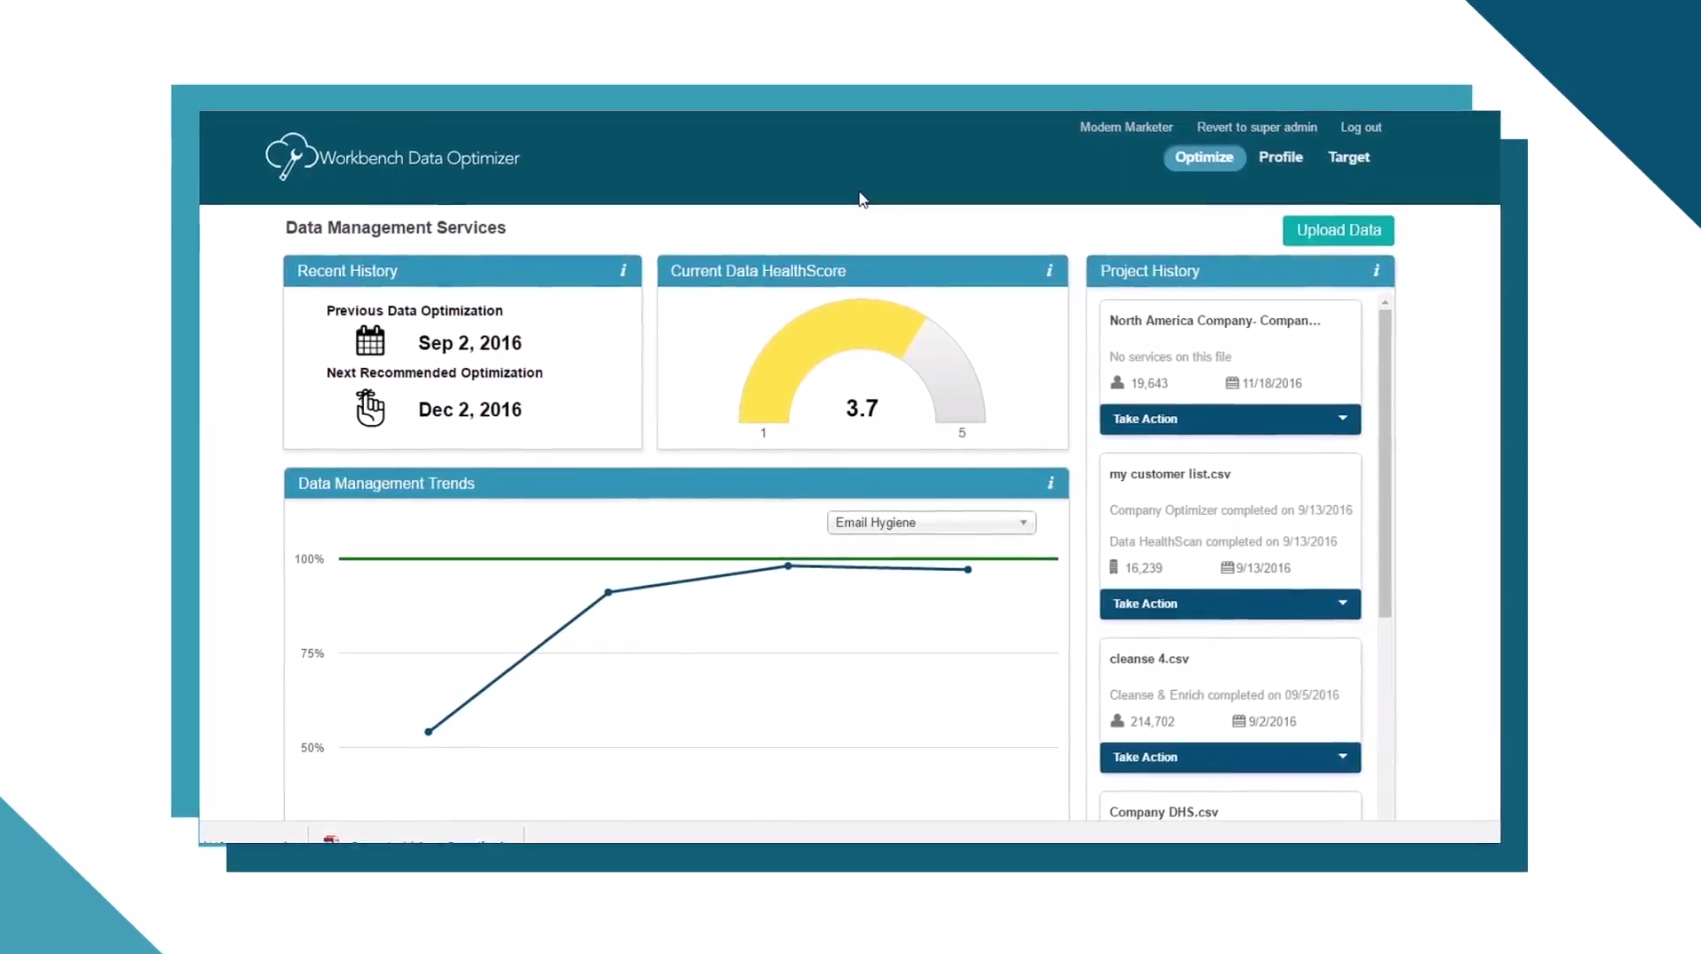 Modern Marketer Revert to super admin Log out
Workbench Data Optimizer
Optimize Profile Target
Data Management Services
Upload Data
Recent History i
Previous Data Optimization
Sep 2, 2016
Next Recommended Optimization
Dec 2, 2016
Current Data HealthScore i
3.7
1 5
Data Management Trends i
Email Hygiene
100%
75%
50%
Project History i
North America Company- Compan...
No services on this file
19,643 11/18/2016
Take Action
my customer list.csv
Company Optimizer completed on 9/13/2016
Data HealthScan completed on 9/13/2016
16,239 9/13/2016
Take Action
cleanse 4.csv
Cleanse & Enrich completed on 09/5/2016
214,702 9/2/2016
Take Action
Company DHS.csv